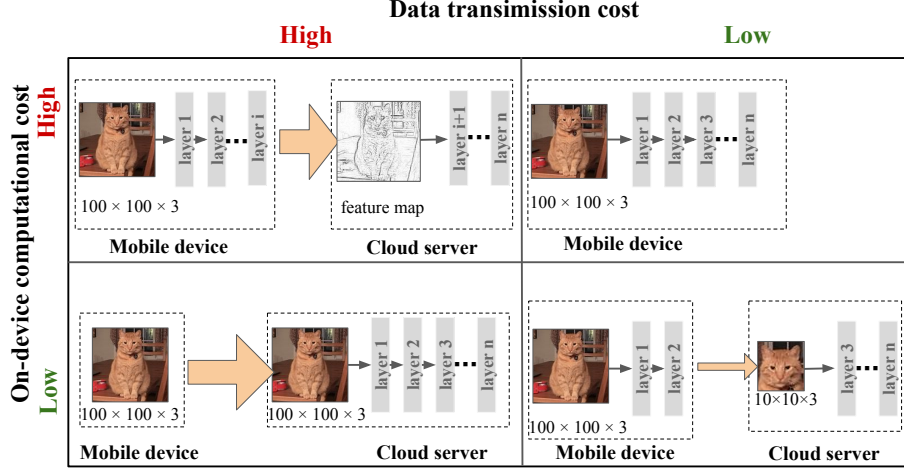 Data transimission cost
High Low
On-device computational cost
High
Low
layer 1
layer 2
layer i
layer i+1
layer n
100 × 100 × 3
feature map
Mobile device
Cloud server
layer 1
layer 2
layer 3
layer n
100 × 100 × 3
Mobile device
100 × 100 × 3
Mobile device
layer 1
layer 2
layer 3
layer n
100 × 100 × 3
Cloud server
layer 1
layer 2
100 × 100 × 3
Mobile device
10×10×3
layer 3
layer n
Cloud server